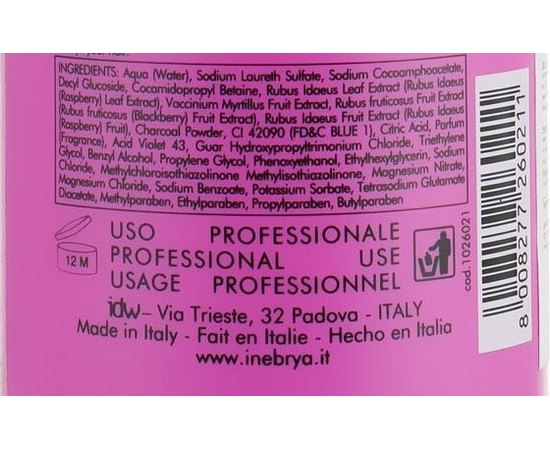 your hair.
INGREDIENTS: Aqua (Water), Sodium Laureth Sulfate, Sodium Cocoamphoacetate,
Decyl Glucoside, Cocamidopropyl Betaine, Rubus Idaeus Leaf Extract (Rubus Idaeus
(Raspberry) Leaf Extract), Vaccinium Myrtillus Fruit Extract, Rubus fruticosus Fruit Extract
(Rubus fruticosus (Blackberry) Fruit Extract), Rubus Idaeus Fruit Extract (Rubus Idaeus
(Raspberry) Fruit), Charcoal Powder, CI 42090 (FD&C BLUE 1), Citric Acid, Parfum
(Fragrance), Acid Violet 43, Guar Hydroxypropyltrimonium Chloride, Triethylene
Glycol, Benzyl Alcohol, Propylene Glycol, Phenoxyethanol, Ethylhexylglycerin, Sodium
Chloride, Methylchloroisothiazolinone Methylisothiazolinone, Magnesium Nitrate,
Magnesium Chloride, Sodium Benzoate, Potassium Sorbate, Tetrasodium Glutamate
Diacetate, Methylparaben, Ethylparaben, Propylparaben, Butylparaben
12 M
USO PROFESSIONALE
PROFESSIONAL USE
USAGE PROFESSIONNEL
idw – Via Trieste, 32 Padova - ITALY
Made in Italy - Fait en Italie - Hecho en Italia
www.inebrya.it
cod.1026021
8 008277 260211